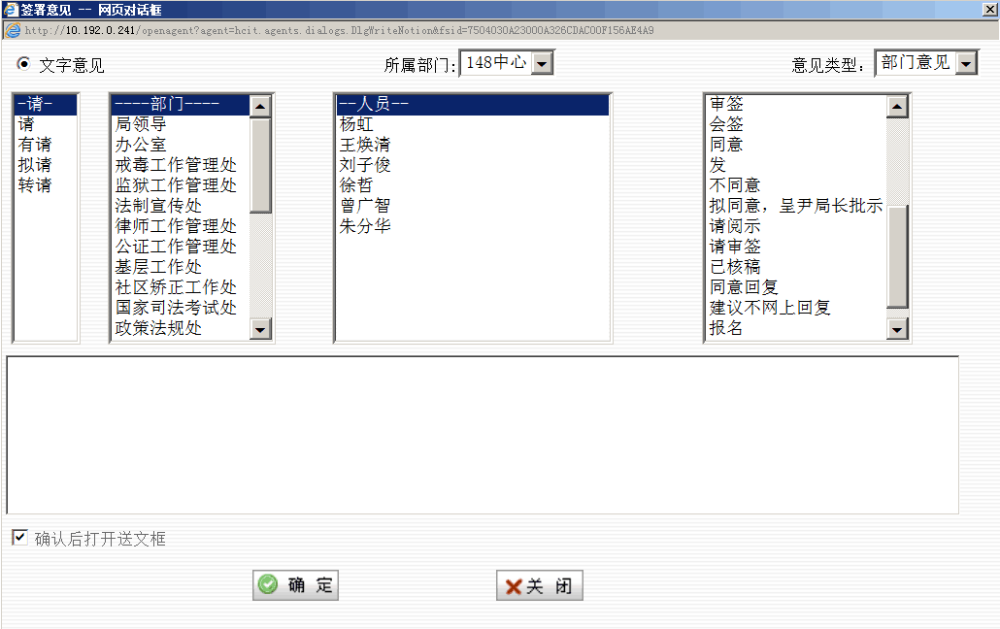 签署意见 -- 网页对话框
http://10.192.0.241/openagent?agent=hcit.agents.dialogs.DlgWriteNotion&fsid=7504030A23000A326CDAC00F156AE4A9
文字意见 所属部门: 148中心 意见类型: 部门意见
-请-
请
有请
拟请
转请
----部门----
局领导
办公室
戒毒工作管理处
监狱工作管理处
法制宣传处
律师工作管理处
公证工作管理处
基层工作处
社区矫正工作处
国家司法考试处
政策法规处
--人员--
杨虹
王焕清
刘子俊
徐哲
曾广智
朱分华
审签
会签
同意
发
不同意
拟同意，呈尹局长批示
请阅示
请审签
已核稿
同意回复
建议不网上回复
报名
确认后打开送文框
确 定
关 闭